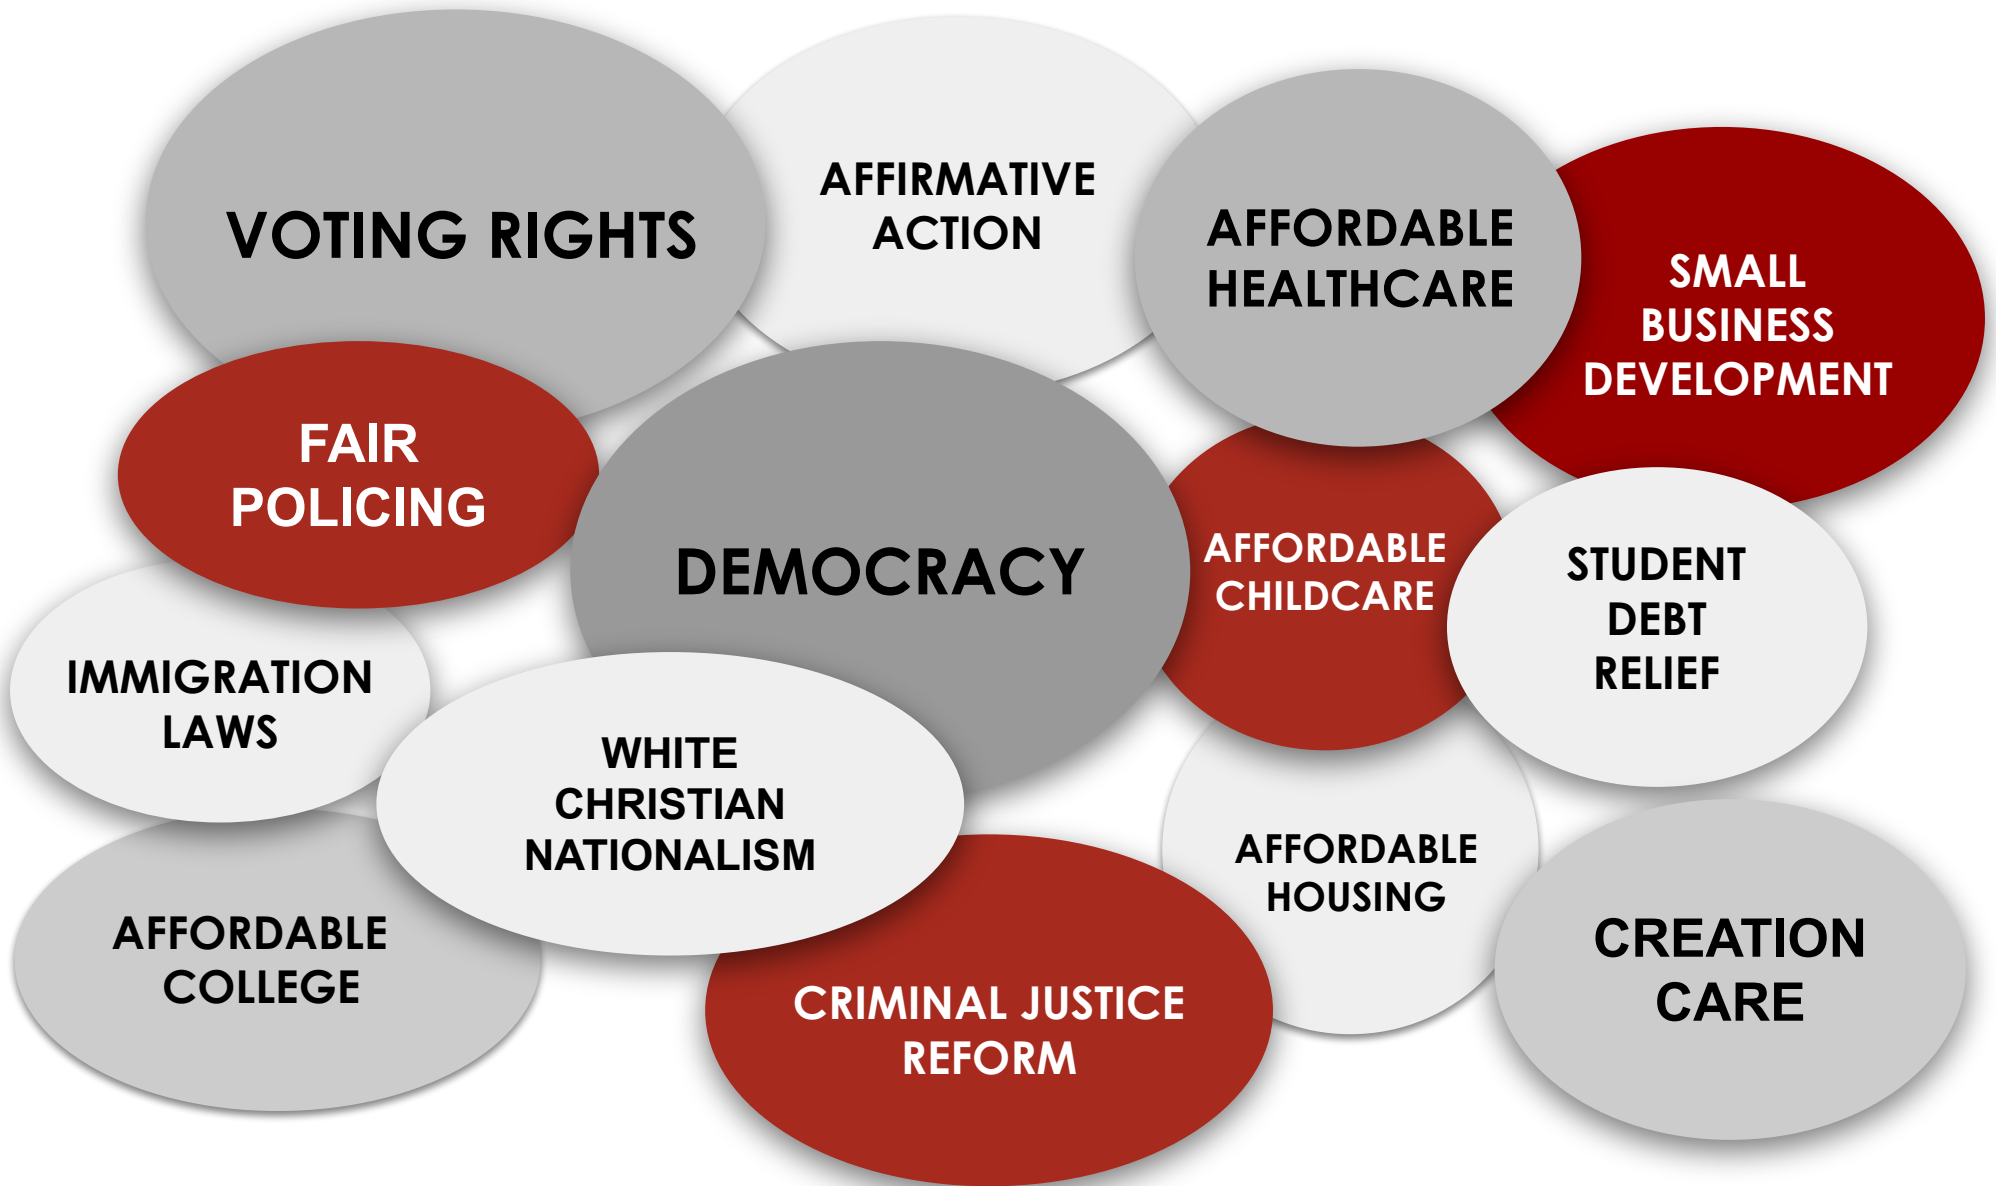 VOTING RIGHTS
AFFIRMATIVE
ACTION
AFFORDABLE
HEALTHCARE
SMALL
BUSINESS
DEVELOPMENT
FAIR
POLICING
DEMOCRACY
AFFORDABLE
CHILDCARE
STUDENT
DEBT
RELIEF
IMMIGRATION
LAWS
WHITE
CHRISTIAN
NATIONALISM
AFFORDABLE
HOUSING
AFFORDABLE
COLLEGE
CRIMINAL JUSTICE
REFORM
CREATION
CARE